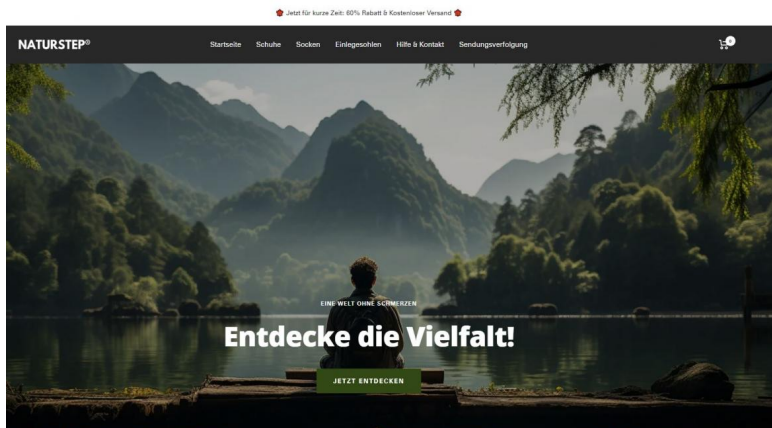 Jetzt für kurze Zeit: 60% Rabatt & Kostenloser Versand
NATURSTEP®
Startseite Schuhe Socken Einlegesohlen Hilfe & Kontakt Sendungsverfolgung
0
EINE WELT OHNE SCHMERZEN
Entdecke die Vielfalt!
JETZT ENTDECKEN